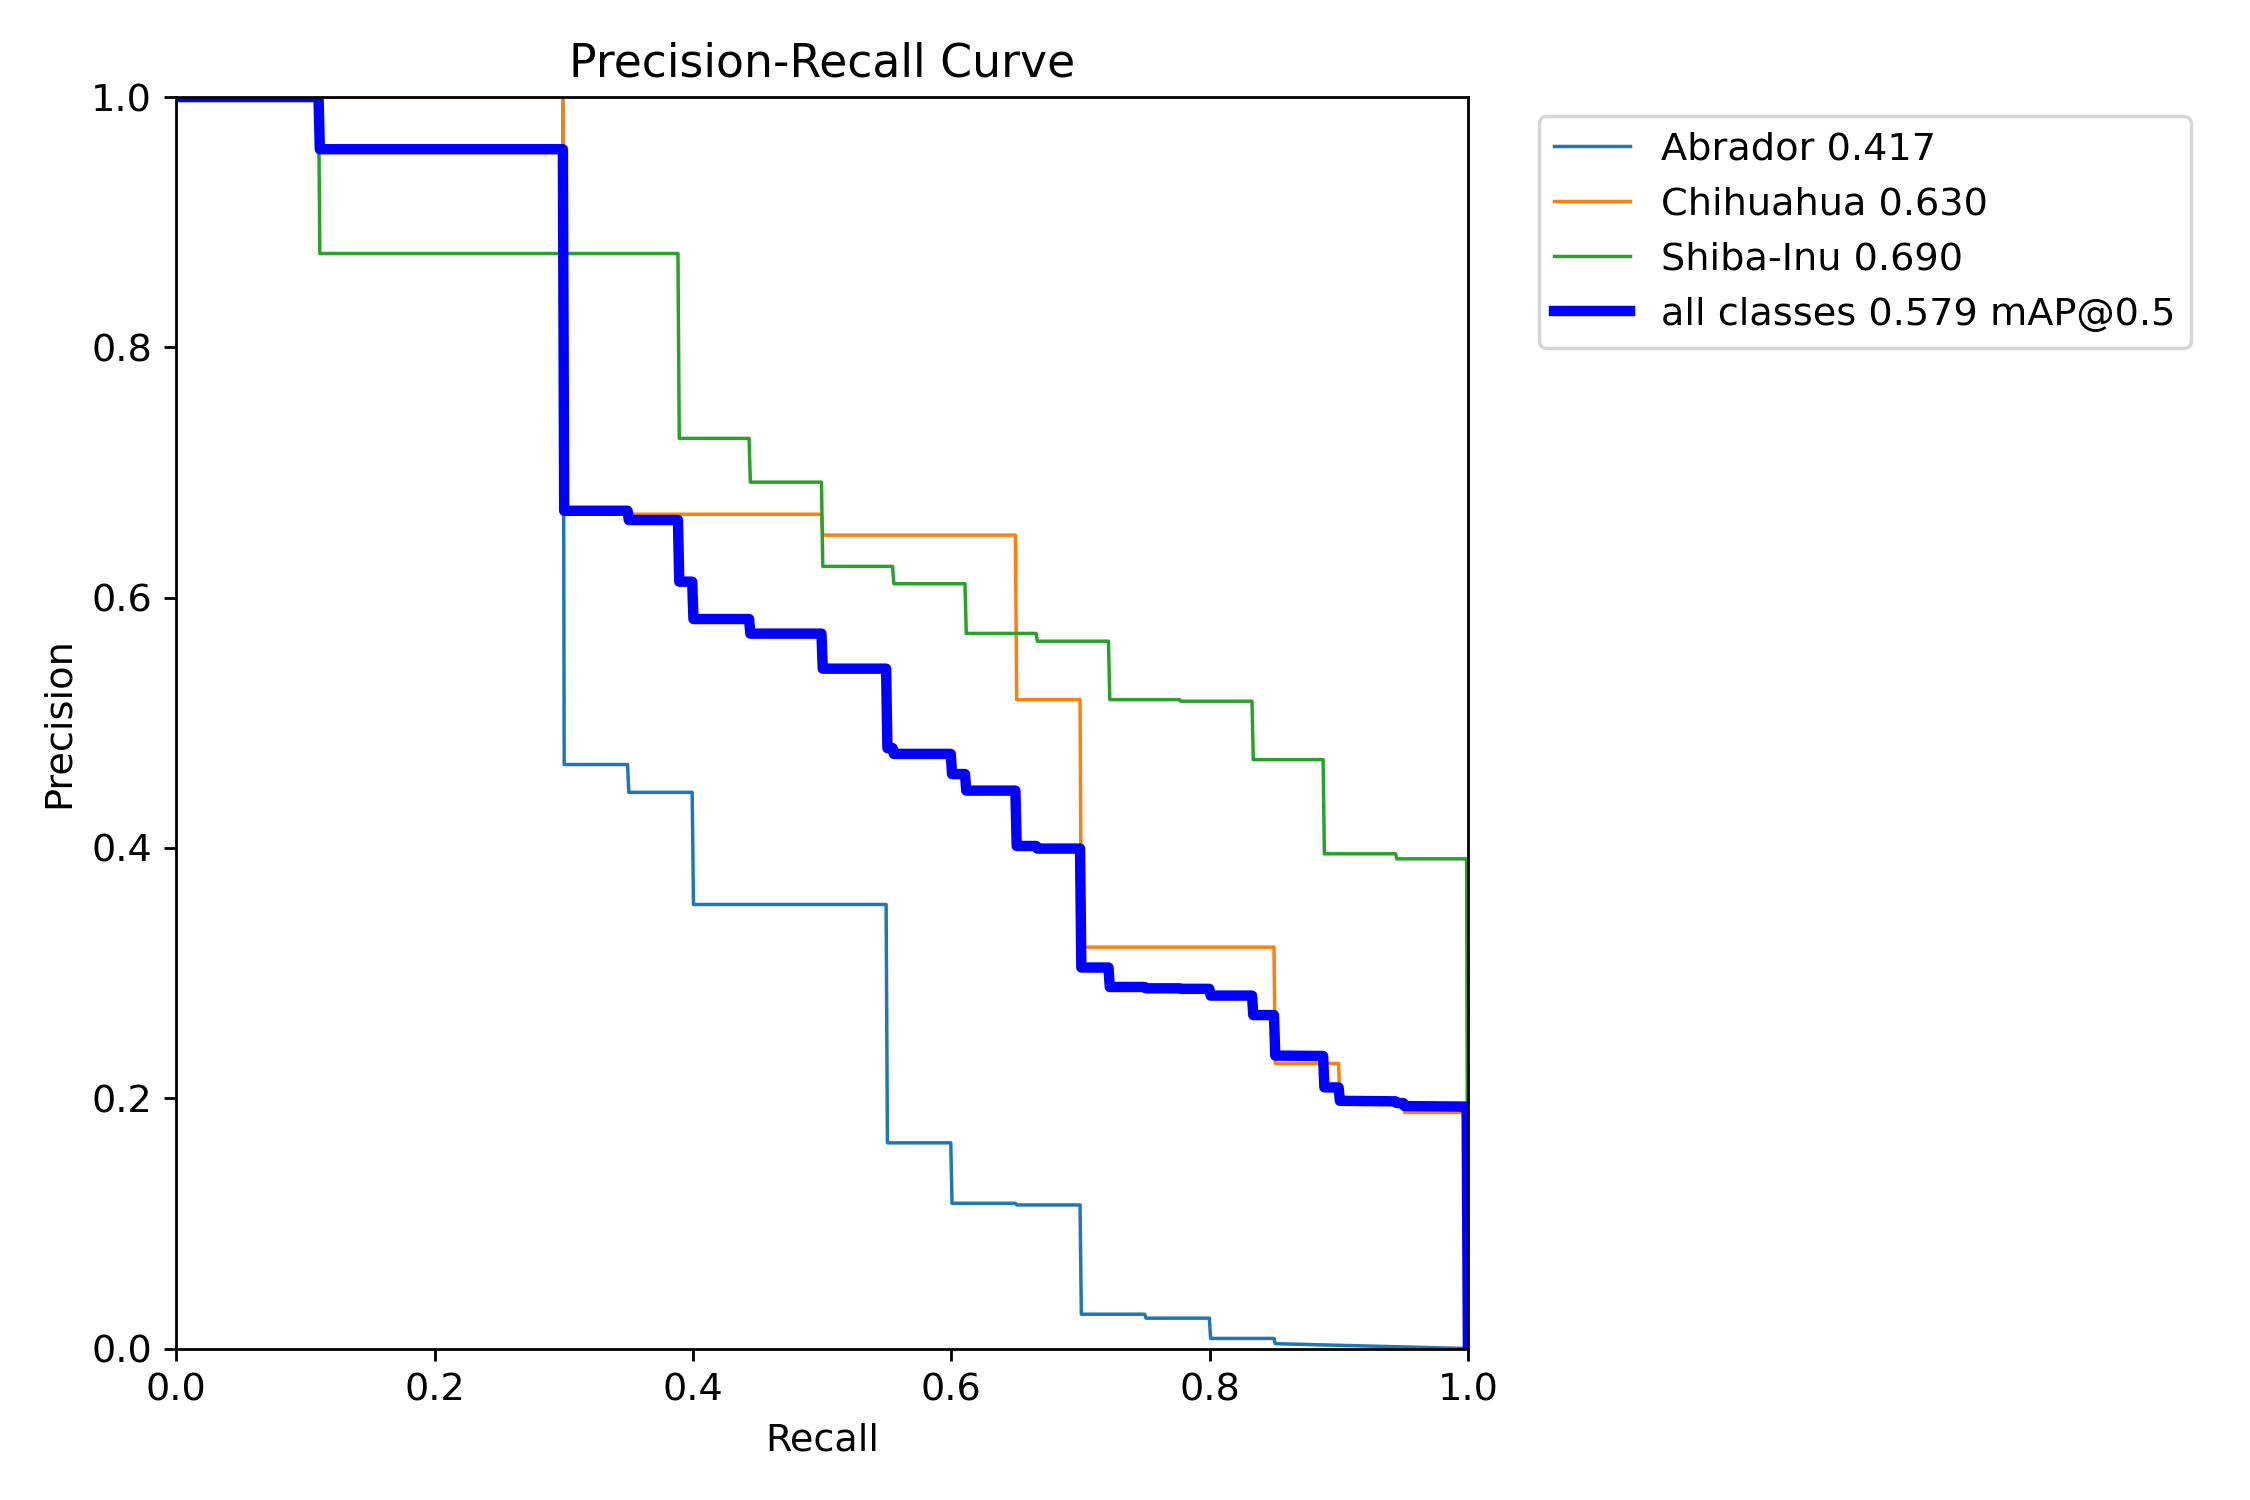 Precision-Recall Curve
1.0
0.8
0.6
0.4
0.2
0.0
Precision
0.0 0.2 0.4 0.6 0.8 1.0
Recall
Abrador 0.417
Chihuahua 0.630
Shiba-Inu 0.690
all classes 0.579 mAP@0.5